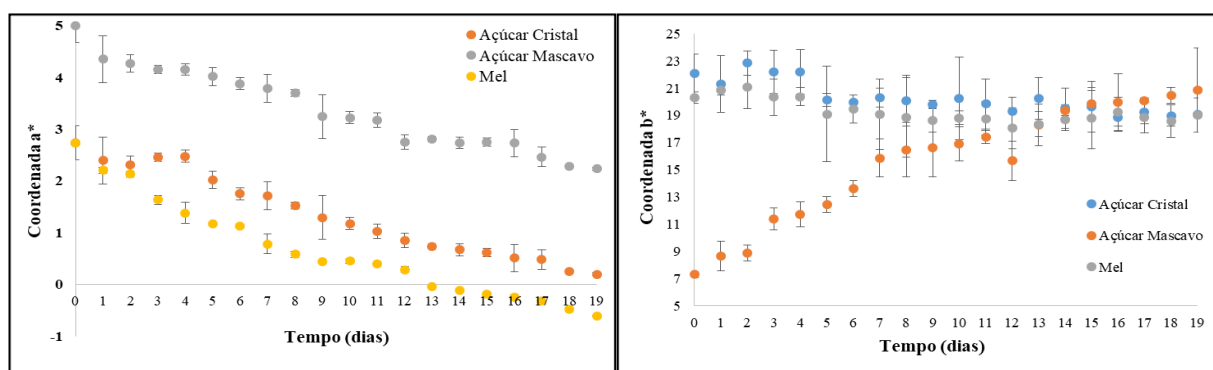 Coordenada a*
5
4
3
2
1
0
-1
0 1 2 3 4 5 6 7 8 9 10 11 12 13 14 15 16 17 18 19
Tempo (dias)
Açúcar Cristal
Açúcar Mascavo
Mel
Coordenada b*
25
23
21
19
17
15
13
11
9
7
5
0 1 2 3 4 5 6 7 8 9 10 11 12 13 14 15 16 17 18 19
Tempo (dias)
Açúcar Cristal
Açúcar Mascavo
Mel